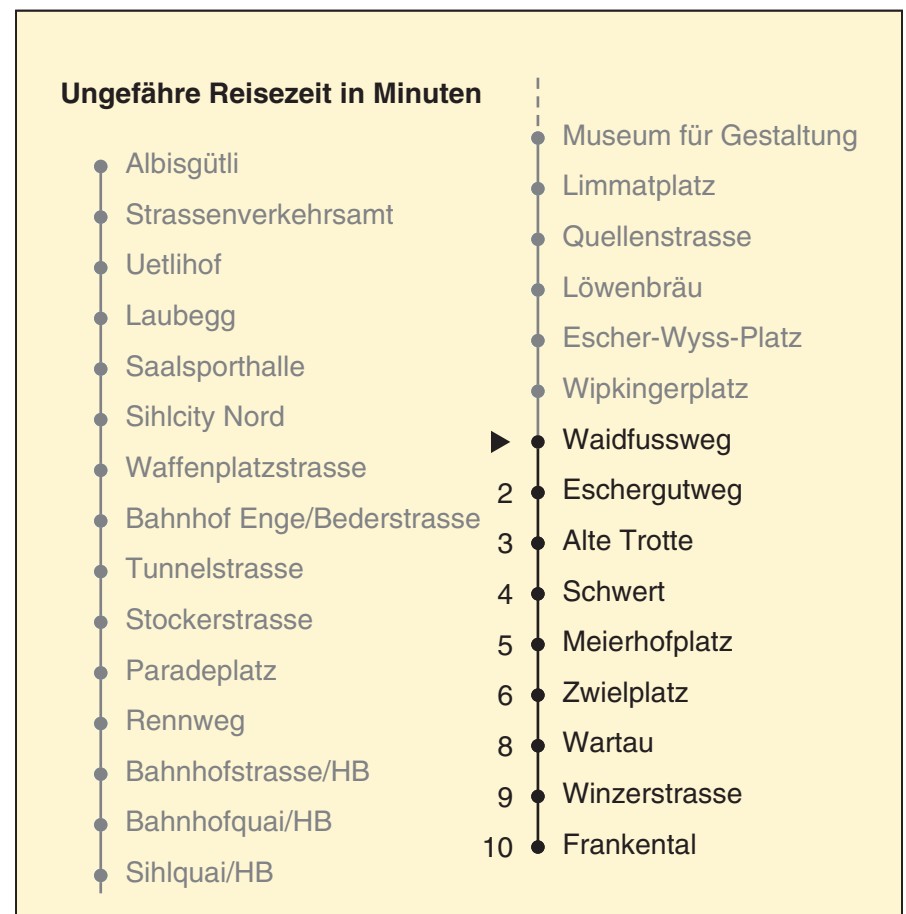 Ungefähre Reisezeit in Minuten
Albisgütli
Strassenverkehrsamt
Uetlihof
Laubegg
Saalsporthalle
Sihlcity Nord
Waffenplatzstrasse
Bahnhof Enge/Bederstrasse
Tunnelstrasse
Stockerstrasse
Paradeplatz
Rennweg
Bahnhofstrasse/HB
Bahnhofquai/HB
Sihlquai/HB
Museum für Gestaltung
Limmatplatz
Quellenstrasse
Löwenbräu
Escher-Wyss-Platz
Wipkingerplatz
Waidfussweg
2 Eschergutweg
3 Alte Trotte
4 Schwert
5 Meierhofplatz
6 Zwielplatz
8 Wartau
9 Winzerstrasse
10 Frankental